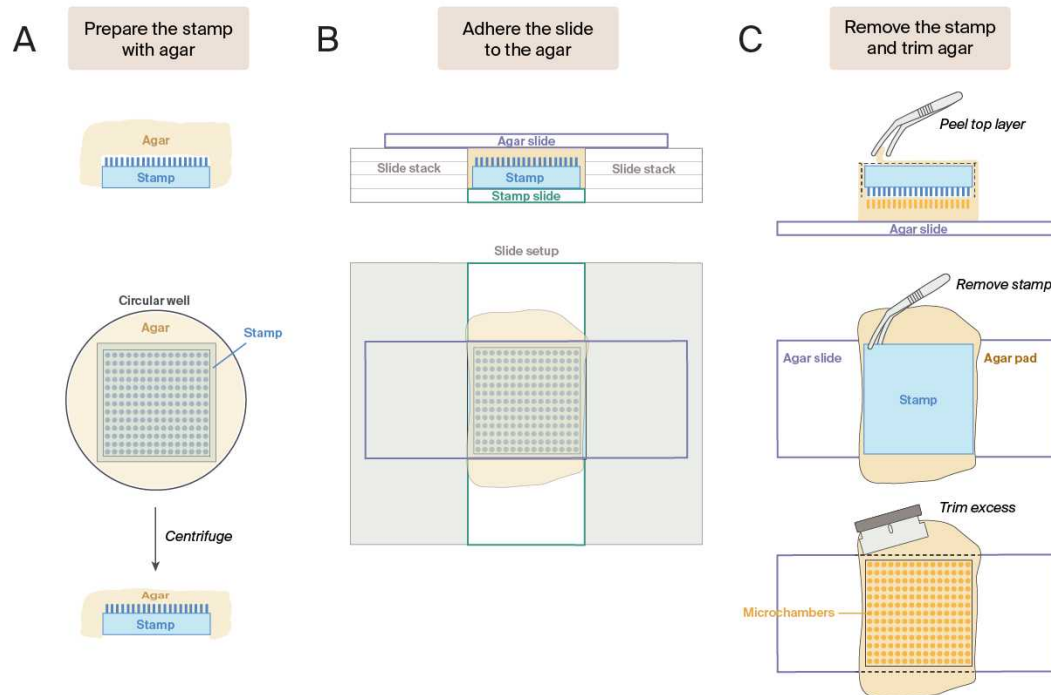 A
Prepare the stamp
with agar
Agar
Stamp
Circular well
Agar
Stamp
Centrifuge
Agar
Stamp
B
Adhere the slide
to the agar
Agar slide
Slide stack
Stamp
Slide stack
Stamp slide
Slide setup
C
Remove the stamp
and trim agar
Peel top layer
Agar slide
Remove stamp
Agar slide
Agar pad
Stamp
Trim excess
Microchambers